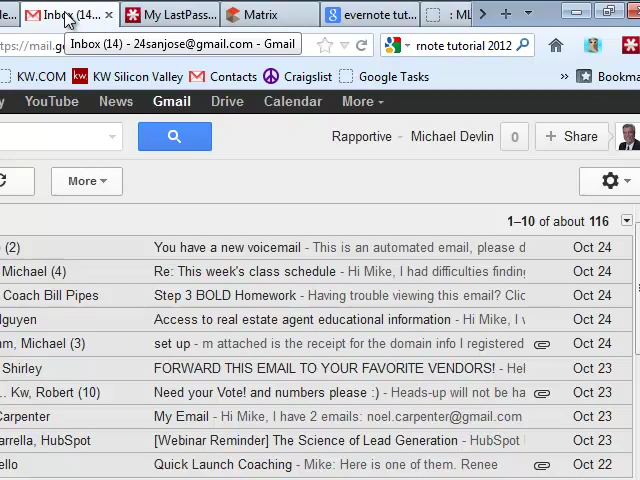 le... Inbox (14... × My LastPass... Matrix evernote tut... : ML
ttps://mail.go Inbox (14) - 24sanjose@gmail.com - Gmail rnote tutorial 2012
KW.COM KW Silicon Valley Contacts Craigslist Google Tasks » Bookma
y YouTube News Gmail Drive Calendar More
Rapportive - Michael Devlin 0 + Share
More
1–10 of about 116
(2) You have a new voicemail - This is an automated email, please d Oct 24
Michael (4) Re: This week's class schedule - Hi Mike, I had difficulties finding Oct 24
Coach Bill Pipes Step 3 BOLD Homework - Having trouble viewing this email? Clic Oct 24
Nguyen Access to real estate agent educational information - Hi Mike, I v Oct 24
m, Michael (3) set up - m attached is the receipt for the domain info I registered Oct 24
Shirley FORWARD THIS EMAIL TO YOUR FAVORITE VENDORS! - Hel Oct 23
.. Kw, Robert (10) Need your Vote! and numbers please :) - Heads-up will not be ha Oct 23
Carpenter My Email - Hi Mike, I have 2 emails: noel.carpenter@gmail.com Oct 23
arrella, HubSpot [Webinar Reminder] The Science of Lead Generation - HubSpot Oct 23
ello Quick Launch Coaching - Mike: Here is one of them. Renee Oct 22